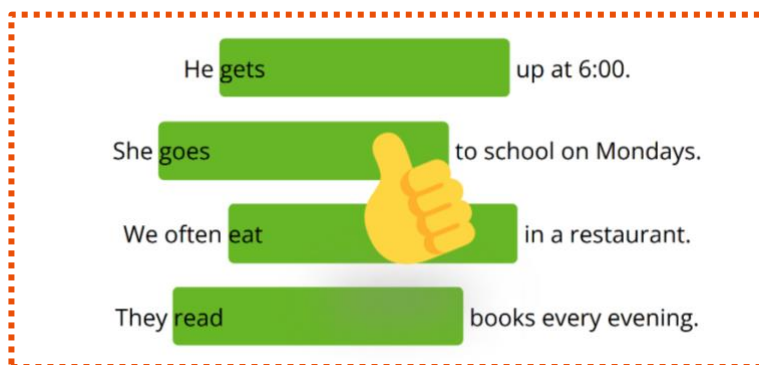 He gets up at 6:00.
She goes to school on Mondays.
We often eat in a restaurant.
They read books every evening.